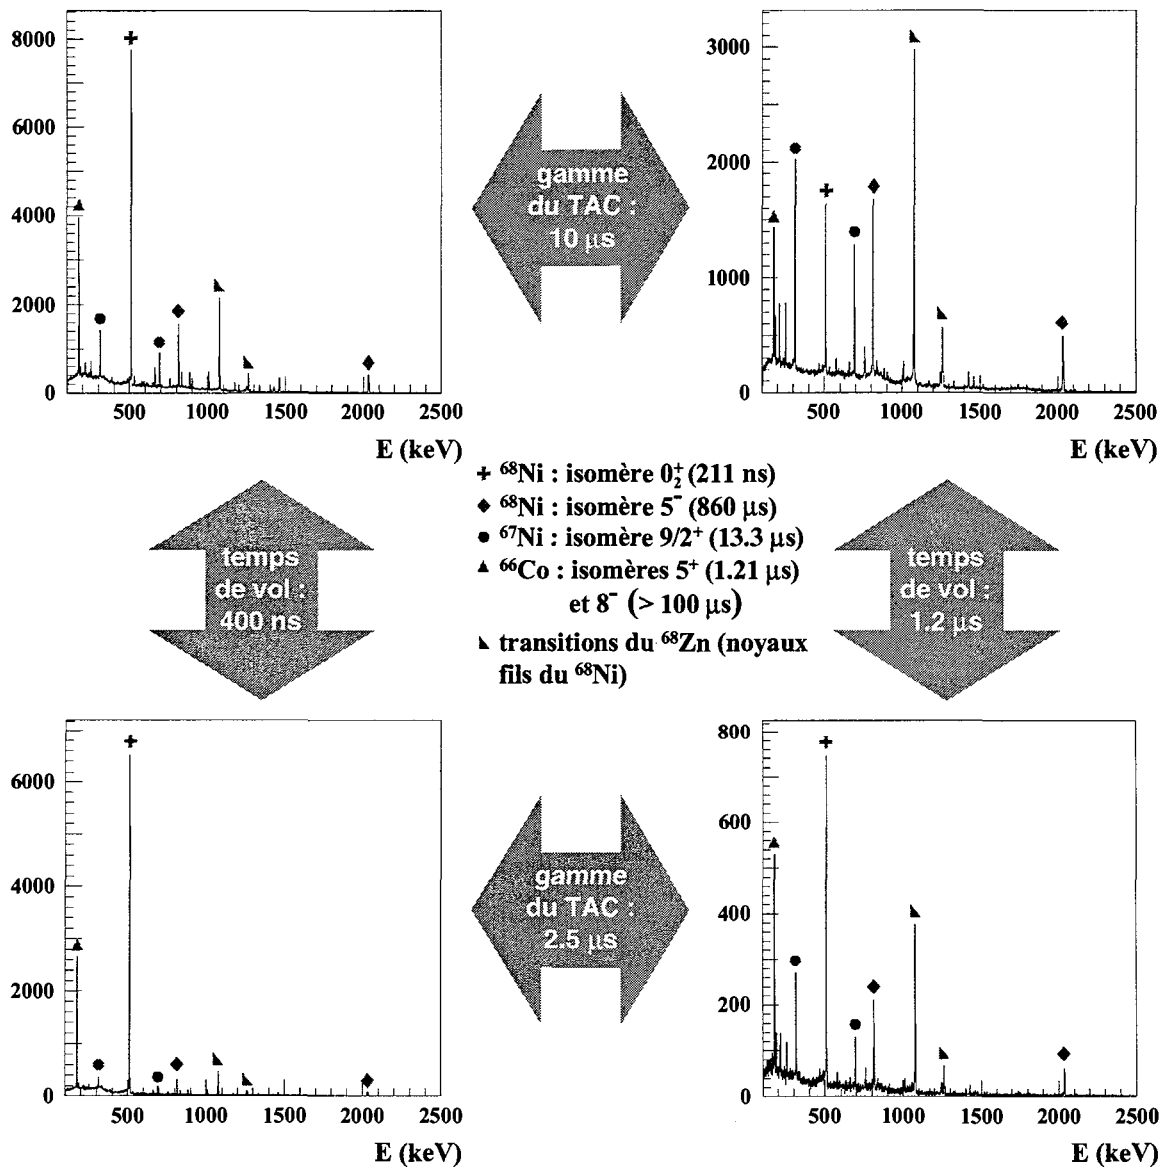 8000
6000
4000
2000
0
500 1000 1500 2000 2500
E (keV)
gamme
du TAC :
10 µs
3000
2000
1000
0
500 1000 1500 2000 2500
E (keV)
temps
de vol :
400 ns
✚ ⁶⁸Ni : isomère 0₂⁺ (211 ns)
◆ ⁶⁸Ni : isomère 5⁻ (860 µs)
● ⁶⁷Ni : isomère 9/2⁺ (13.3 µs)
▲ ⁶⁶Co : isomères 5⁺ (1.21 µs)
et 8⁻ (> 100 µs)
◣ transitions du ⁶⁸Zn (noyaux
fils du ⁶⁸Ni)
temps
de vol :
1.2 µs
6000
4000
2000
0
500 1000 1500 2000 2500
E (keV)
gamme
du TAC :
2.5 µs
800
600
400
200
0
500 1000 1500 2000 2500
E (keV)